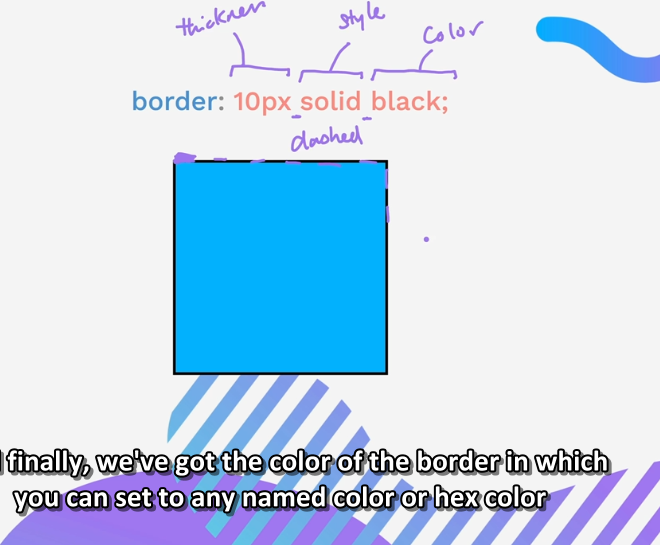 thickness style color
border: 10px solid black;
dashed
finally, we've got the color of the border in which
you can set to any named color or hex color